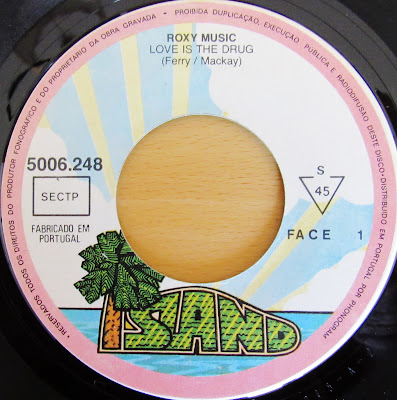 ROXY MUSIC
LOVE IS THE DRUG
(Ferry / Mackay)
5006.248
SECTP
FABRICADO EM
PORTUGAL
S
45
FACE 1
ISLAND
• RESERVADOS TODOS OS DIREITOS DO PRODUTOR FONOGRÁFICO E DO PROPRIETÁRIO DA OBRA GRAVADA • PROIBIDA DUPLICAÇÃO, EXECUÇÃO PÚBLICA E RADIODIFUSÃO DESTE DISCO • DISTRIBUÍDO EM PORTUGAL POR PHONOGRAM